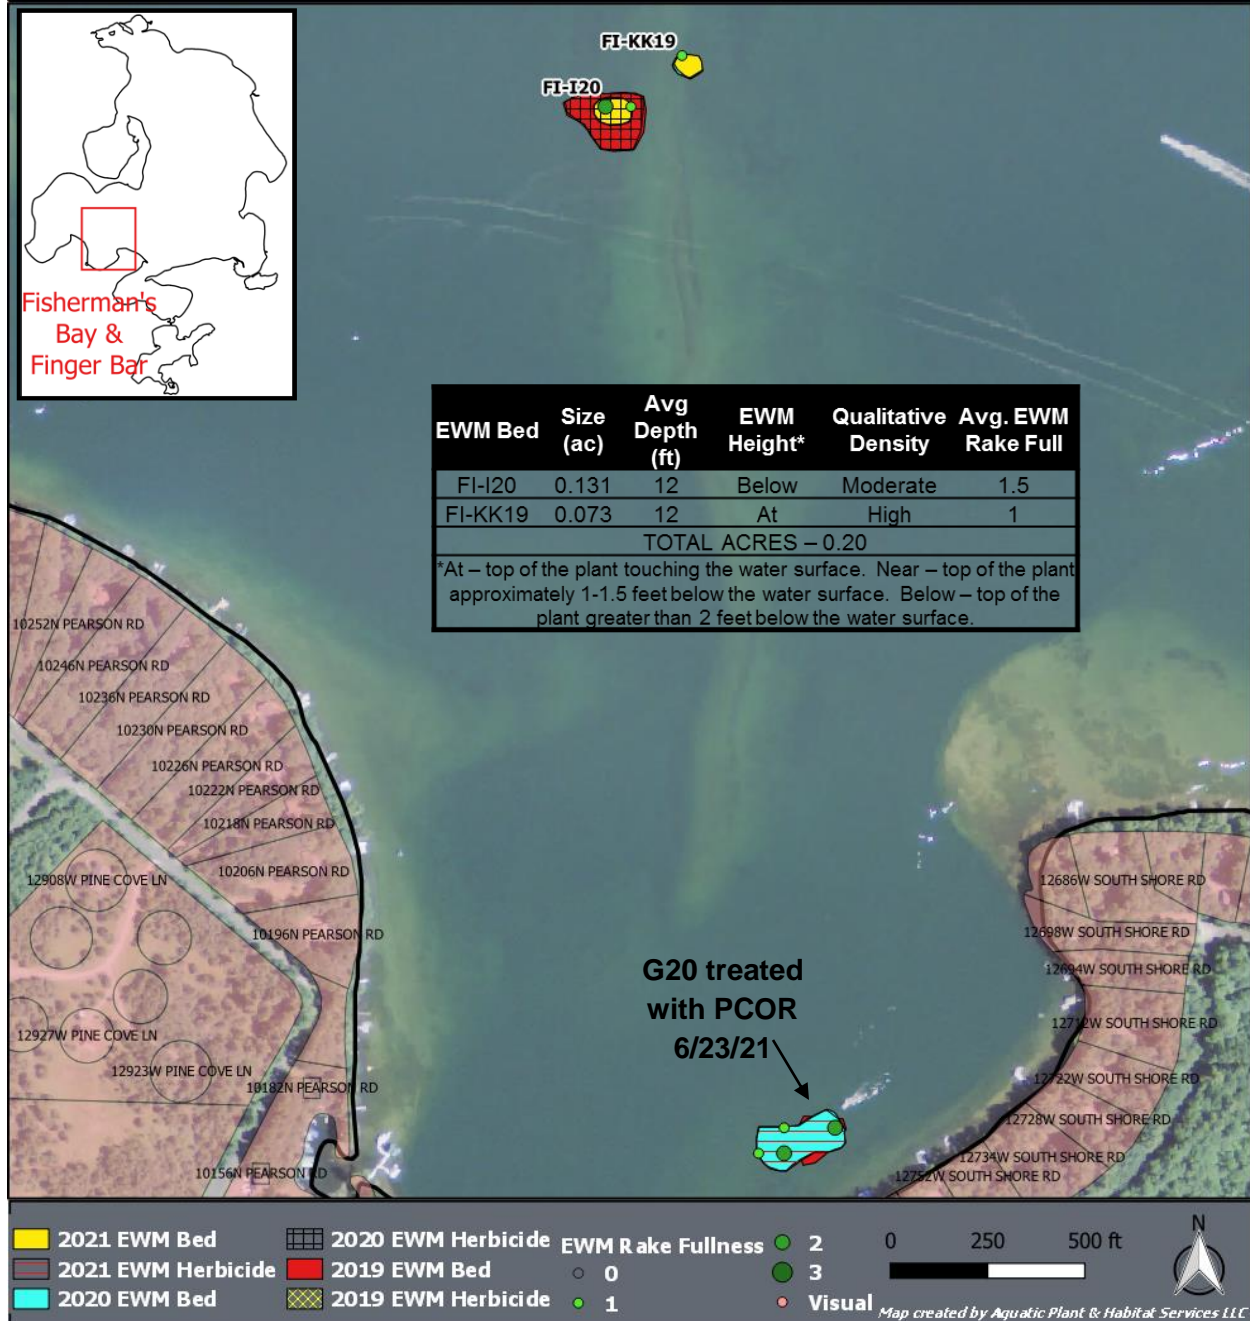 FI-KK19
FI-I20
Fisherman's
Bay &
Finger Bar
EWM Bed Size (ac) Avg Depth (ft) EWM Height* Qualitative Density Avg. EWM Rake Full
FI-I20 0.131 12 Below Moderate 1.5
FI-KK19 0.073 12 At High 1
TOTAL ACRES – 0.20
*At – top of the plant touching the water surface. Near – top of the plant
approximately 1-1.5 feet below the water surface. Below – top of the
plant greater than 2 feet below the water surface.
10252N PEARSON RD
10246N PEARSON RD
10236N PEARSON RD
10230N PEARSON RD
10226N PEARSON RD
10222N PEARSON RD
10218N PEARSON RD
10206N PEARSON RD
12908W PINE COVE LN
10196N PEARSON RD
12927W PINE COVE LN
12923W PINE COVE LN
10182N PEARSON RD
10156N PEARSON RD
12686W SOUTH SHORE RD
12698W SOUTH SHORE RD
12694W SOUTH SHORE RD
12712W SOUTH SHORE RD
12722W SOUTH SHORE RD
12728W SOUTH SHORE RD
12734W SOUTH SHORE RD
12752W SOUTH SHORE RD
G20 treated
with PCOR
6/23/21
2021 EWM Bed
2021 EWM Herbicide
2020 EWM Bed
2020 EWM Herbicide
2019 EWM Bed
2019 EWM Herbicide
EWM Rake Fullness
0
1
2
3
Visual
0 250 500 ft
N
Map created by Aquatic Plant & Habitat Services LLC